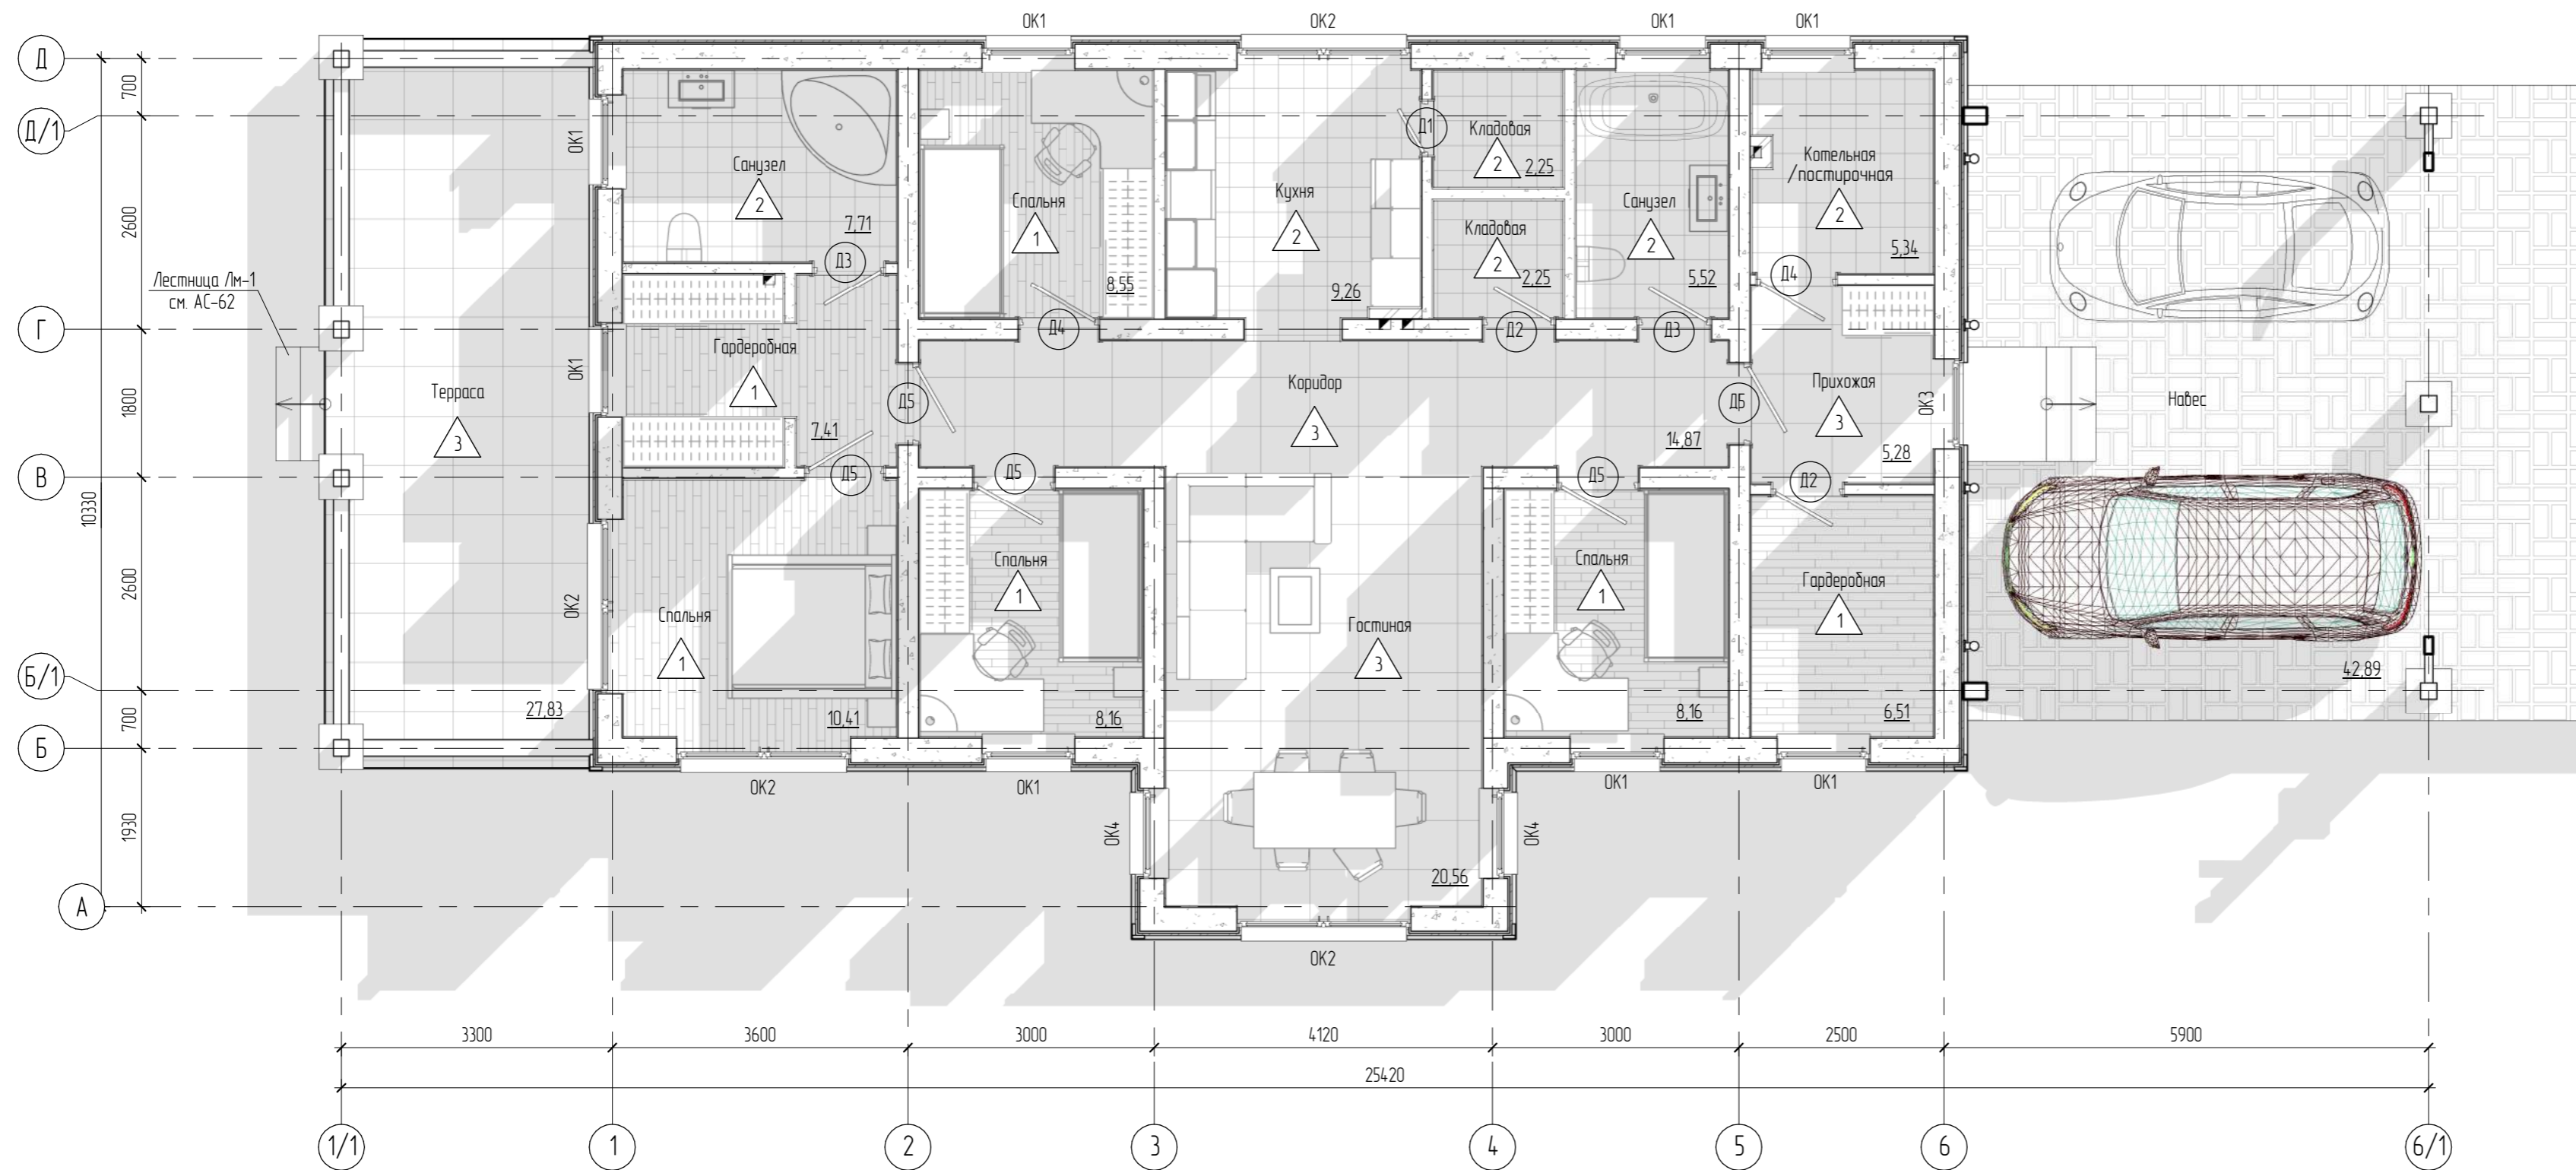 ОК1
ОК2
ОК1
ОК1
Д
700
Д/1
2600
Г
1800
В
10330
2600
Б/1
700
Б
1930
А
Лестница Лм-1
см. АС-62
Терраса
3
27,83
ОК1
ОК1
ОК2
Санузел
2
7,71
Д3
Спальня
1
8,55
Д4
Кухня
2
9,26
Д1
Кладовая
2
2,25
Кладовая
2
2,25
Д2
Санузел
2
5,52
Д3
Котельная
/постирочная
2
5,34
Д4
Гардеробная
1
7,41
Д5
Д5
Коридор
3
14,87
Д5
Прихожая
3
5,28
ОК3
Навес
42,89
Спальня
1
10,41
Д5
Спальня
1
8,16
Гостиная
3
20,56
Д5
Спальня
1
8,16
Д2
Гардеробная
1
6,51
ОК2
ОК1
ОК4
ОК4
ОК1
ОК1
ОК2
3300
3600
3000
4120
3000
2500
5900
25420
1/1
1
2
3
4
5
6
6/1